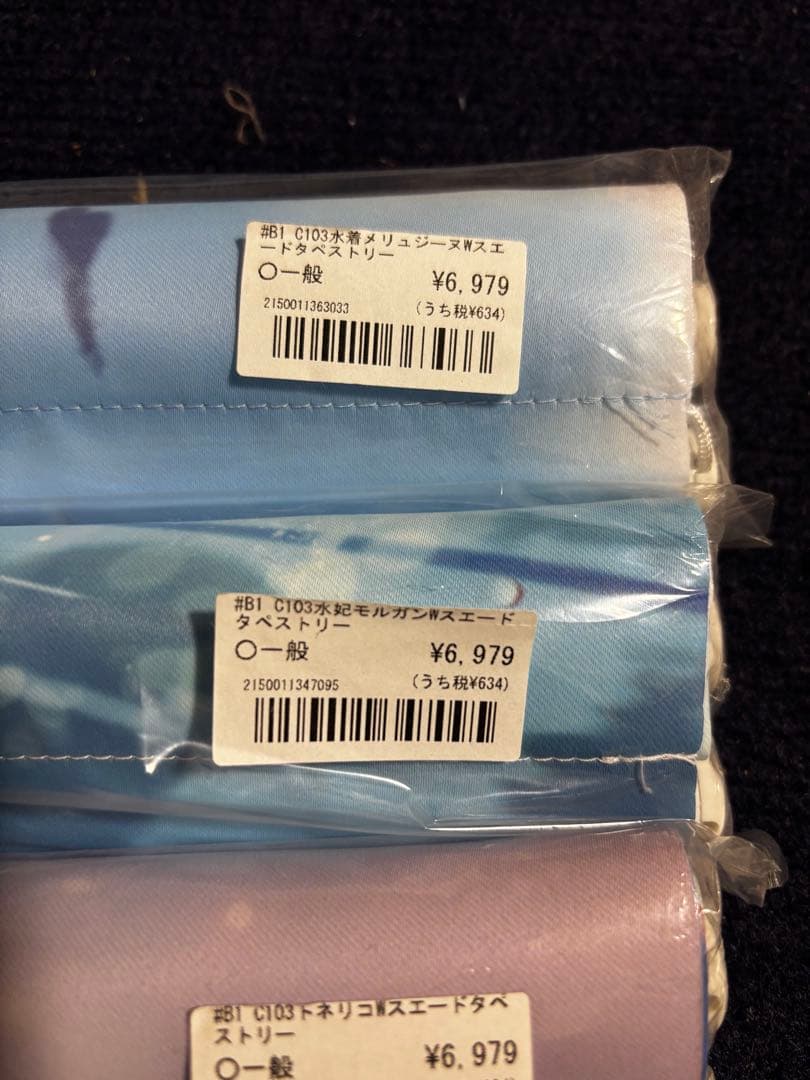 #B1 C103水着メリュジーヌWスエ
ードタペストリー
〇一般 ¥6,979
2150011363033 (うち税¥634)
#B1 C103水妃モルガンWスエード
タペストリー
〇一般 ¥6,979
2150011347095 (うち税¥634)
#B1 C103トネリコWスエードタペ
ストリー
〇一般 ¥6,979